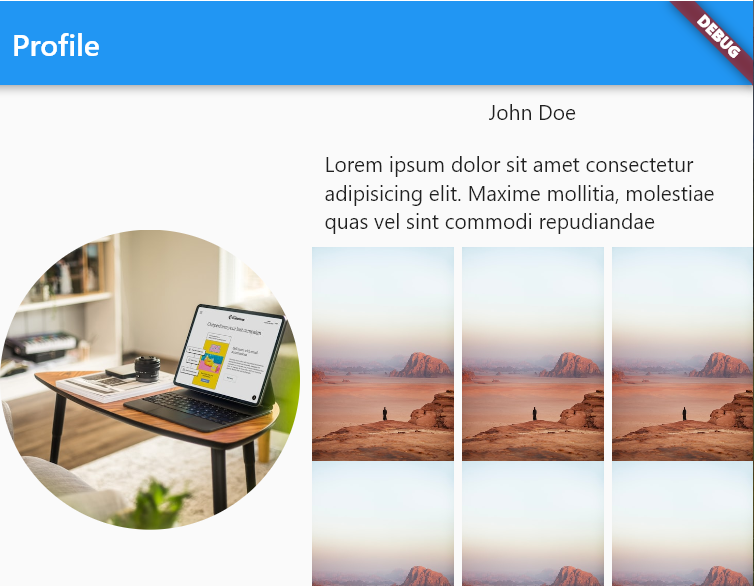 Profile
DEBUG
John Doe
Lorem ipsum dolor sit amet consectetur
adipisicing elit. Maxime mollitia, molestiae
quas vel sint commodi repudiandae